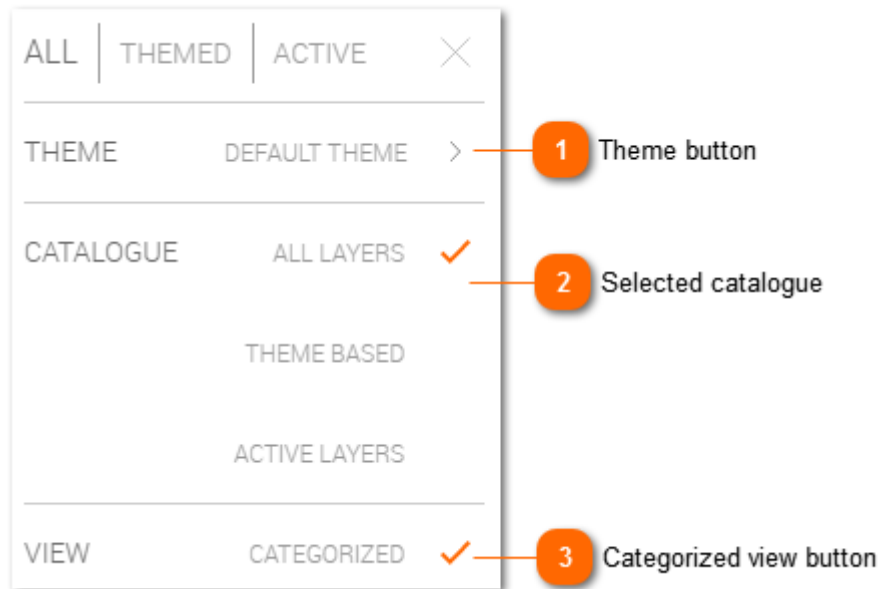 ALL THEMED ACTIVE
THEME DEFAULT THEME 1 Theme button
CATALOGUE ALL LAYERS
2 Selected catalogue
THEME BASED
ACTIVE LAYERS
VIEW CATEGORIZED 3 Categorized view button